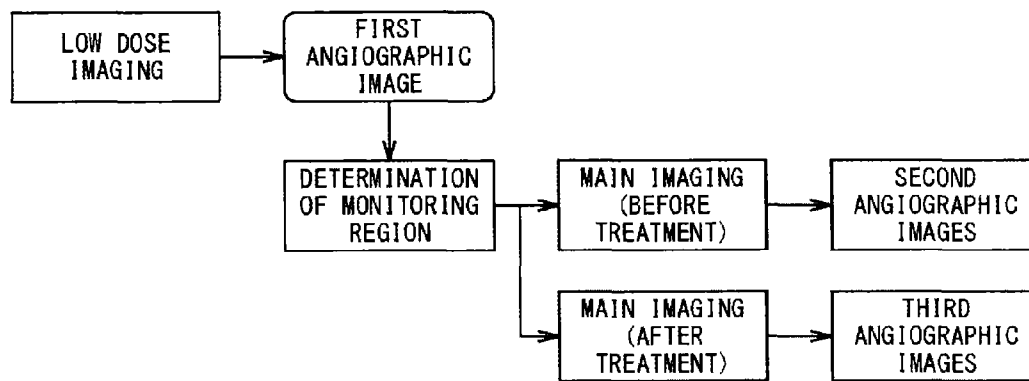 LOW DOSE
IMAGING
FIRST
ANGIOGRAPHIC
IMAGE
DETERMINATION
OF MONITORING
REGION
MAIN IMAGING
(BEFORE
TREATMENT)
SECOND
ANGIOGRAPHIC
IMAGES
MAIN IMAGING
(AFTER
TREATMENT)
THIRD
ANGIOGRAPHIC
IMAGES